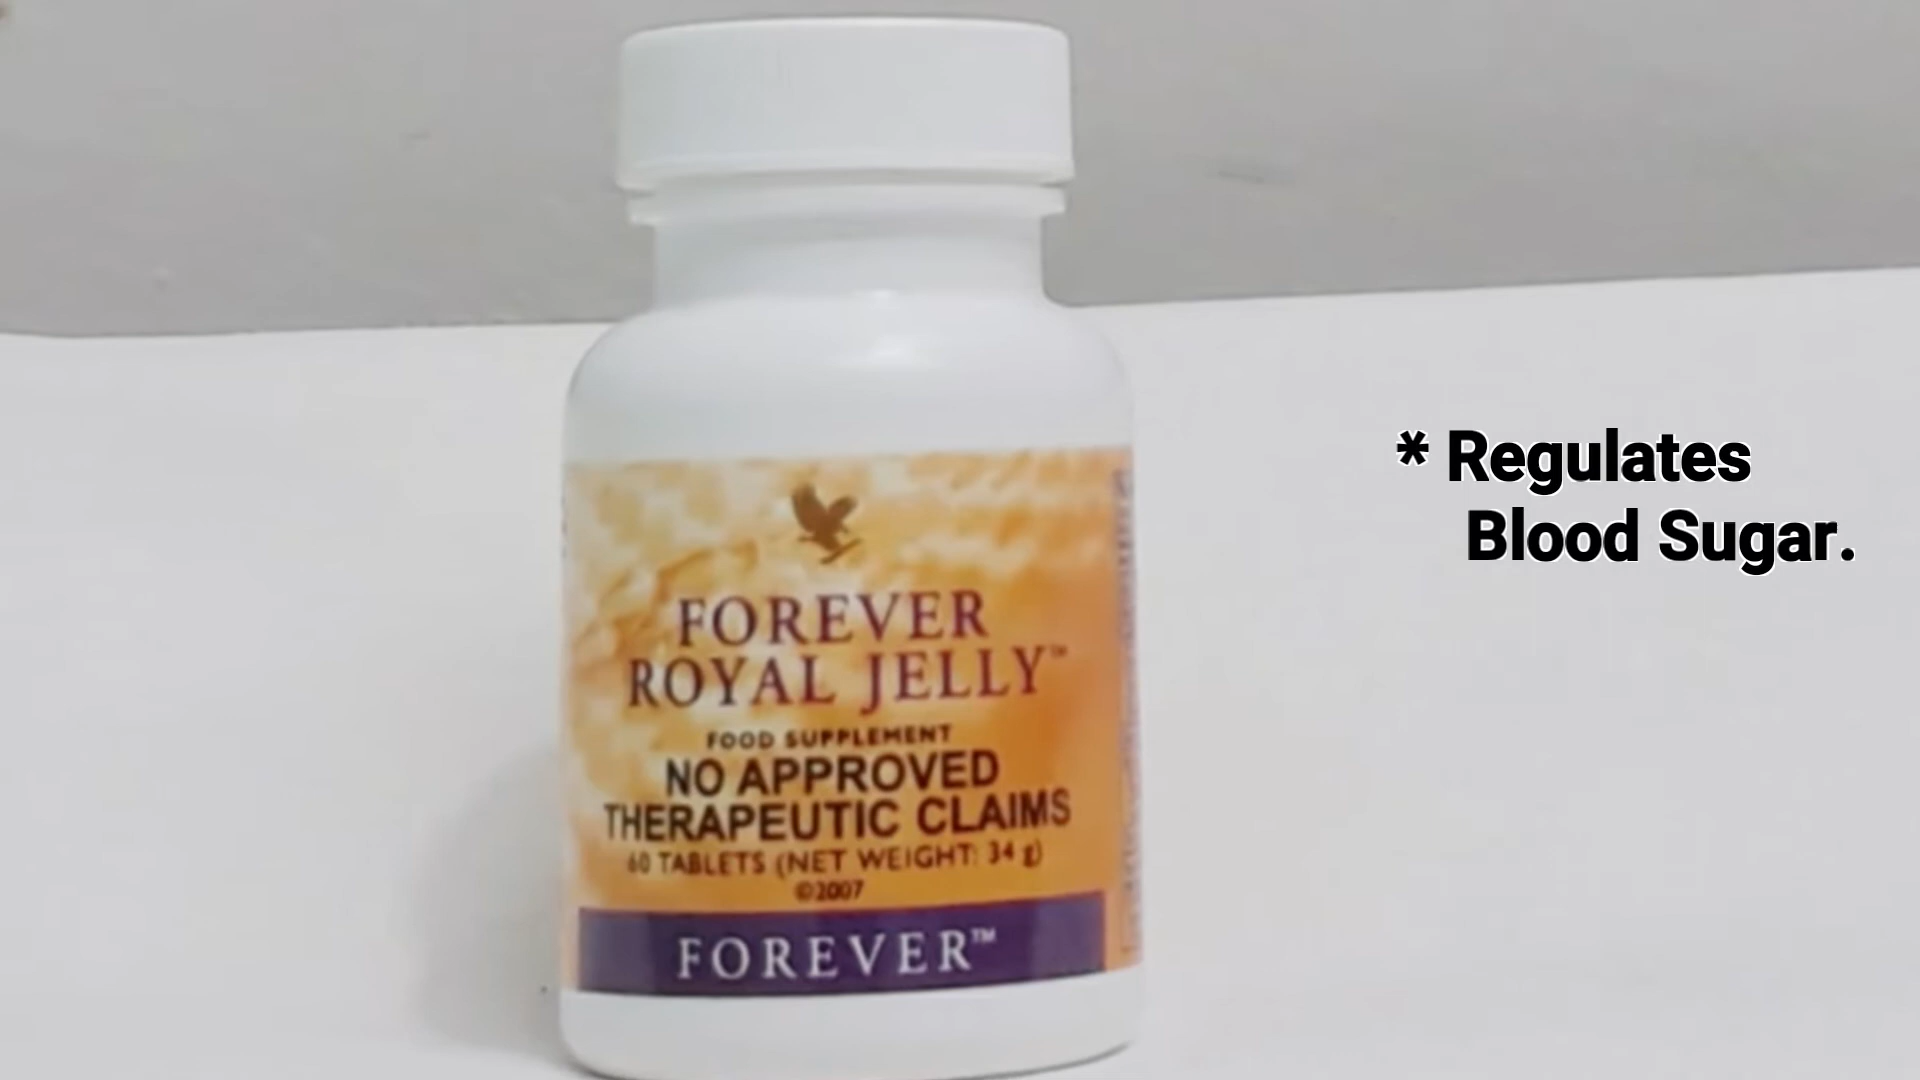 FOREVER
ROYAL JELLY™
FOOD SUPPLEMENT
NO APPROVED
THERAPEUTIC CLAIMS
60 TABLETS (NET WEIGHT: 34 g)
©2007
FOREVER™
* Regulates
Blood Sugar.